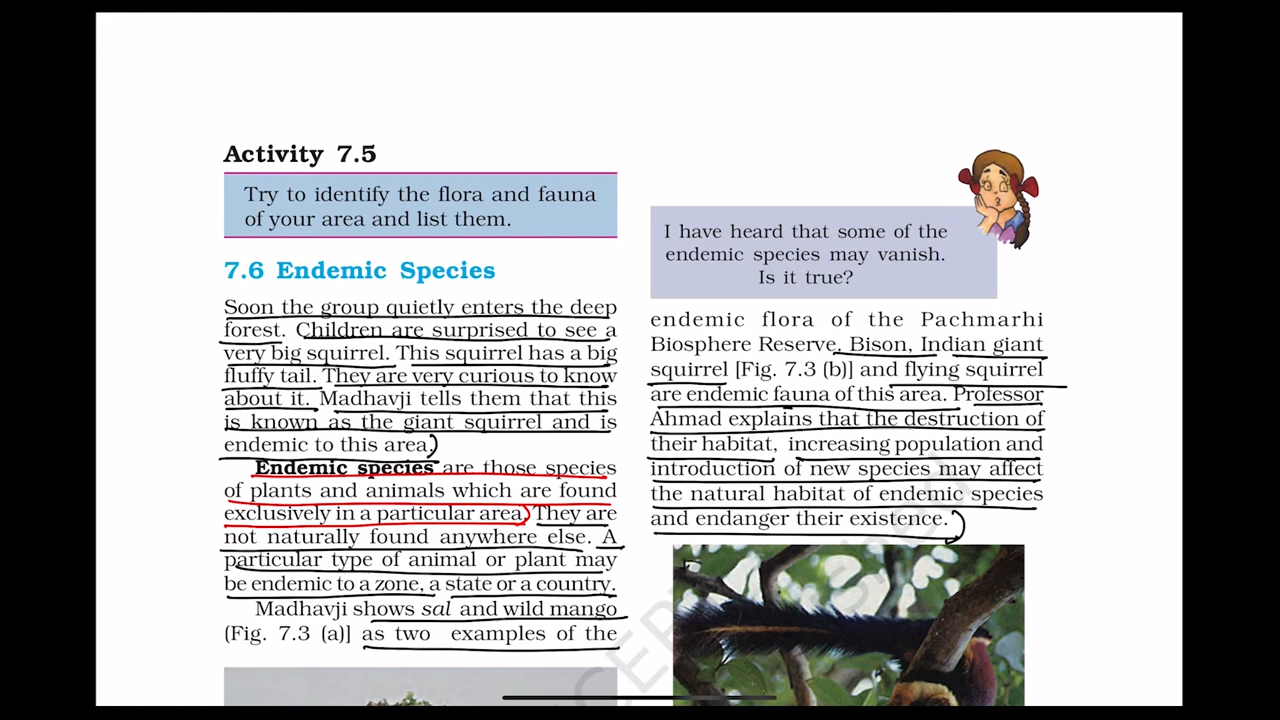 Activity 7.5
Try to identify the flora and fauna
of your area and list them.
7.6 Endemic Species
Soon the group quietly enters the deep
forest. Children are surprised to see a
very big squirrel. This squirrel has a big
fluffy tail. They are very curious to know
about it. Madhavji tells them that this
is known as the giant squirrel and is
endemic to this area.
Endemic species are those species
of plants and animals which are found
exclusively in a particular area. They are
not naturally found anywhere else. A
particular type of animal or plant may
be endemic to a zone, a state or a country.
Madhavji shows sal and wild mango
(Fig. 7.3 (a)] as two examples of the
I have heard that some of the
endemic species may vanish.
Is it true?
endemic flora of the Pachmarhi
Biosphere Reserve. Bison, Indian giant
squirrel [Fig. 7.3 (b)] and flying squirrel
are endemic fauna of this area. Professor
Ahmad explains that the destruction of
their habitat, increasing population and
introduction of new species may affect
the natural habitat of endemic species
and endanger their existence.